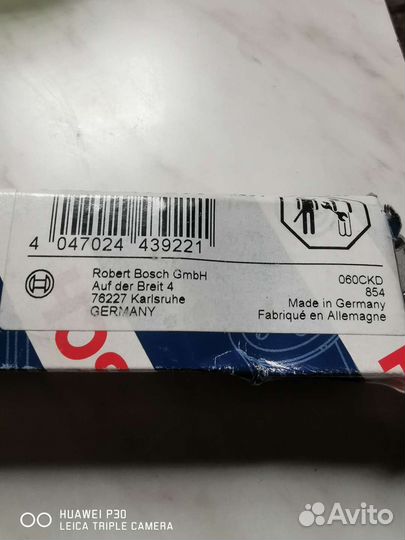 4 047024 439221
Robert Bosch GmbH
Auf der Breit 4
76227 Karlsruhe
GERMANY
060CKD
854
Made in Germany
Fabriqué en Allemagne
HUAWEI P30
LEICA TRIPLE CAMERA
Avito